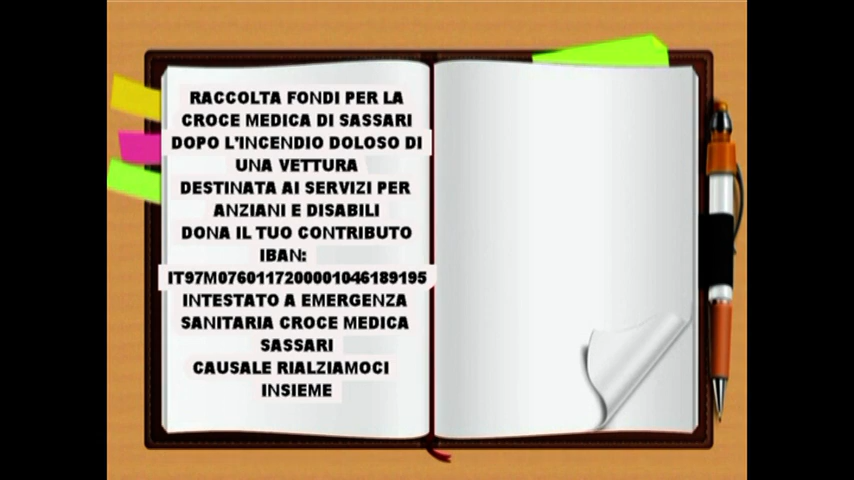 RACCOLTA FONDI PER LA
CROCE MEDICA DI SASSARI
DOPO L'INCENDIO DOLOSO DI
UNA VETTURA
DESTINATA AI SERVIZI PER
ANZIANI E DISABILI
DONA IL TUO CONTRIBUTO
IBAN:
IT97M0760117200001046189195
INTESTATO A EMERGENZA
SANITARIA CROCE MEDICA
SASSARI
CAUSALE RIALZIAMOCI
INSIEME